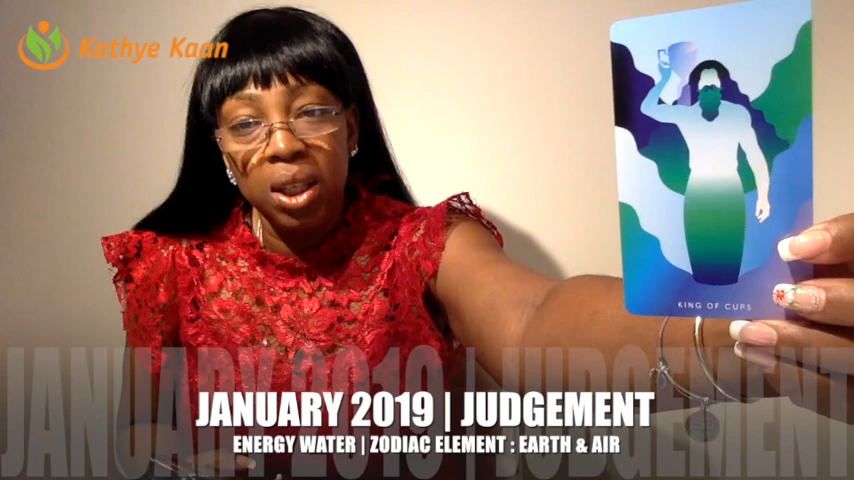 Kathye Kaan
KING OF CUPS
JANUARY 2019 | JUDGEMENT
JANUARY 2019 | JUDGEMENT
ENERGY WATER | ZODIAC ELEMENT : EARTH & AIR